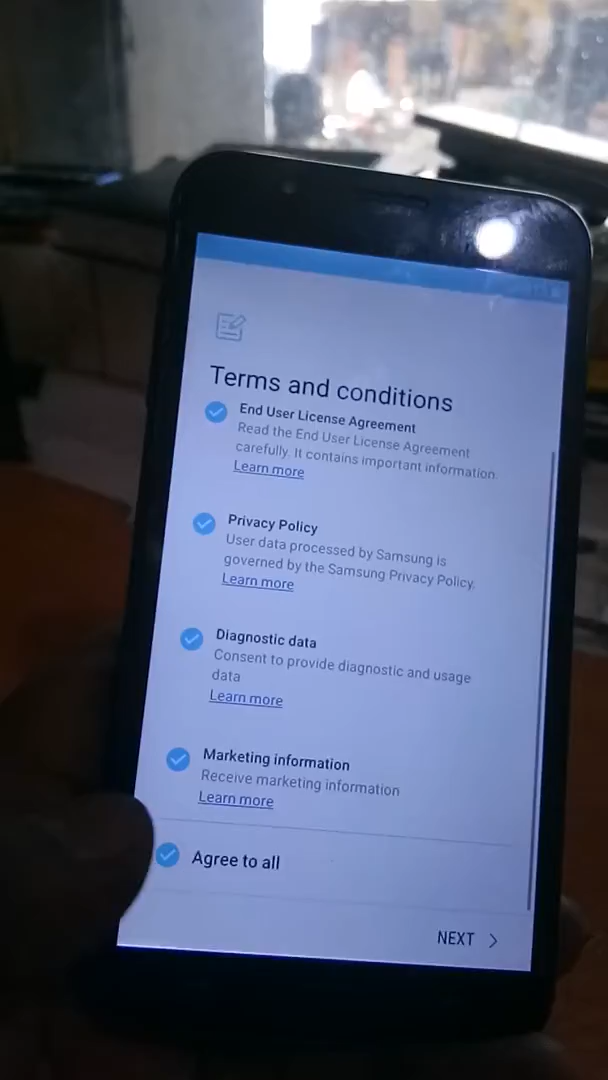 Terms and conditions
End User License Agreement
Read the End User License Agreement
carefully. It contains important information.
Learn more
Privacy Policy
User data processed by Samsung is
governed by the Samsung Privacy Policy.
Learn more
Diagnostic data
Consent to provide diagnostic and usage
data
Learn more
Marketing information
Receive marketing information
Learn more
Agree to all
NEXT